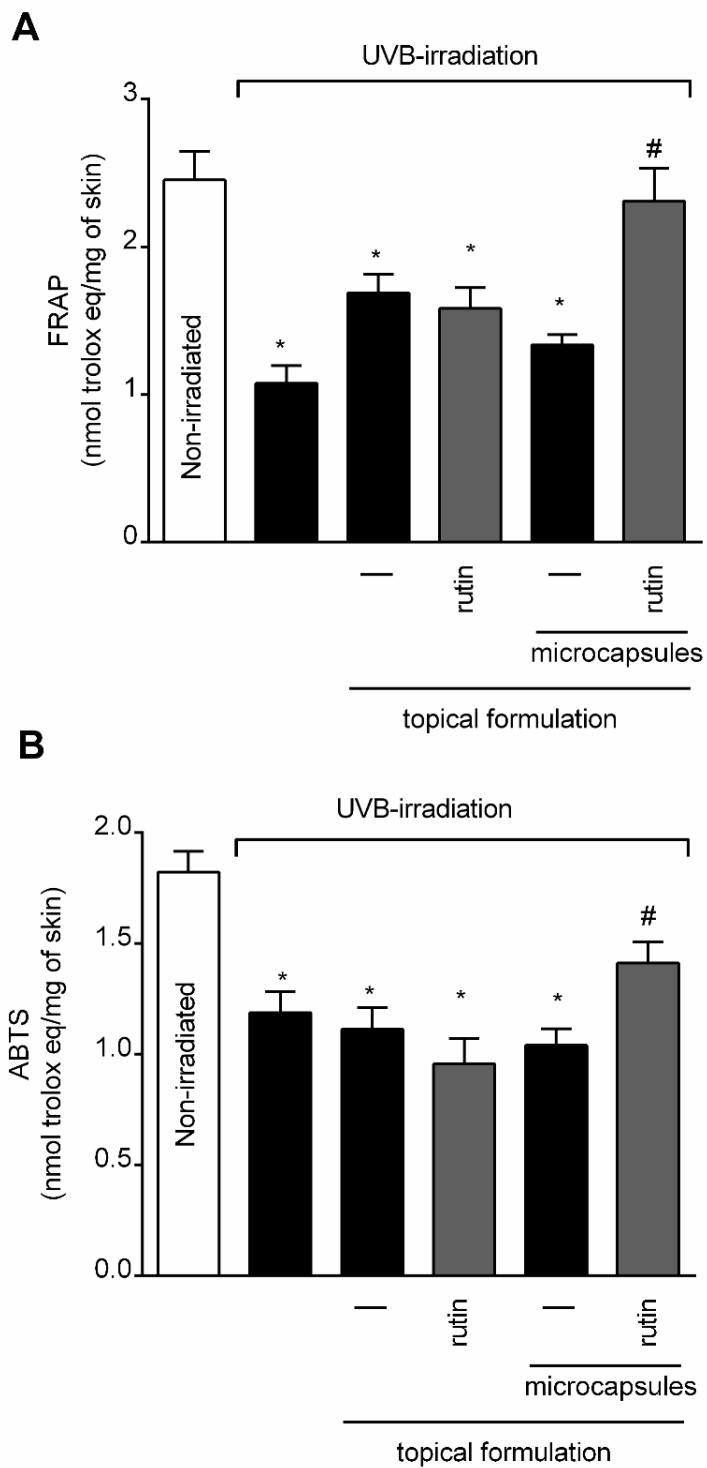 A
UVB-irradiation
3
2
1
0
FRAP
(nmol trolox eq/mg of skin)
Non-irradiated
*
*
*
*
#
—
rutin
—
rutin
microcapsules
topical formulation
B
UVB-irradiation
2.0
1.5
1.0
0.5
0.0
ABTS
(nmol trolox eq/mg of skin)
Non-irradiated
*
*
*
*
#
—
rutin
—
rutin
microcapsules
topical formulation